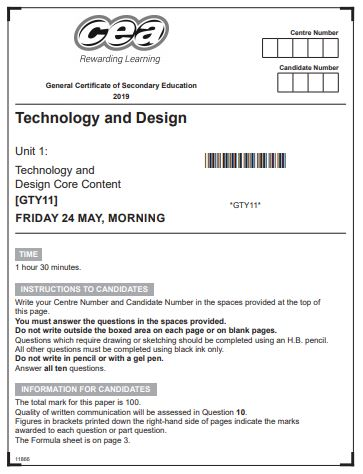 cea
Rewarding Learning
Centre Number
Candidate Number
General Certificate of Secondary Education
2019
Technology and Design
Unit 1:
Technology and
Design Core Content
[GTY11]
*GTY11*
FRIDAY 24 MAY, MORNING
TIME
1 hour 30 minutes.
INSTRUCTIONS TO CANDIDATES
Write your Centre Number and Candidate Number in the spaces provided at the top of
this page.
You must answer the questions in the spaces provided.
Do not write outside the boxed area on each page or on blank pages.
Questions which require drawing or sketching should be completed using an H.B. pencil.
All other questions must be completed using black ink only.
Do not write in pencil or with a gel pen.
Answer all ten questions.
INFORMATION FOR CANDIDATES
The total mark for this paper is 100.
Quality of written communication will be assessed in Question 10.
Figures in brackets printed down the right-hand side of pages indicate the marks
awarded to each question or part question.
The Formula sheet is on page 3.
11866